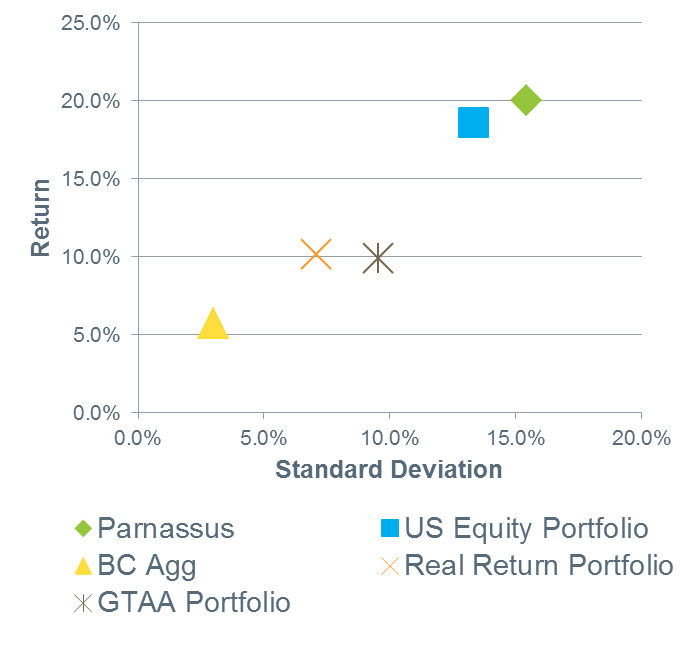 25.0%
20.0%
15.0%
10.0%
5.0%
0.0%
Return
0.0% 5.0% 10.0% 15.0% 20.0%
Standard Deviation
Parnassus US Equity Portfolio
BC Agg Real Return Portfolio
GTAA Portfolio